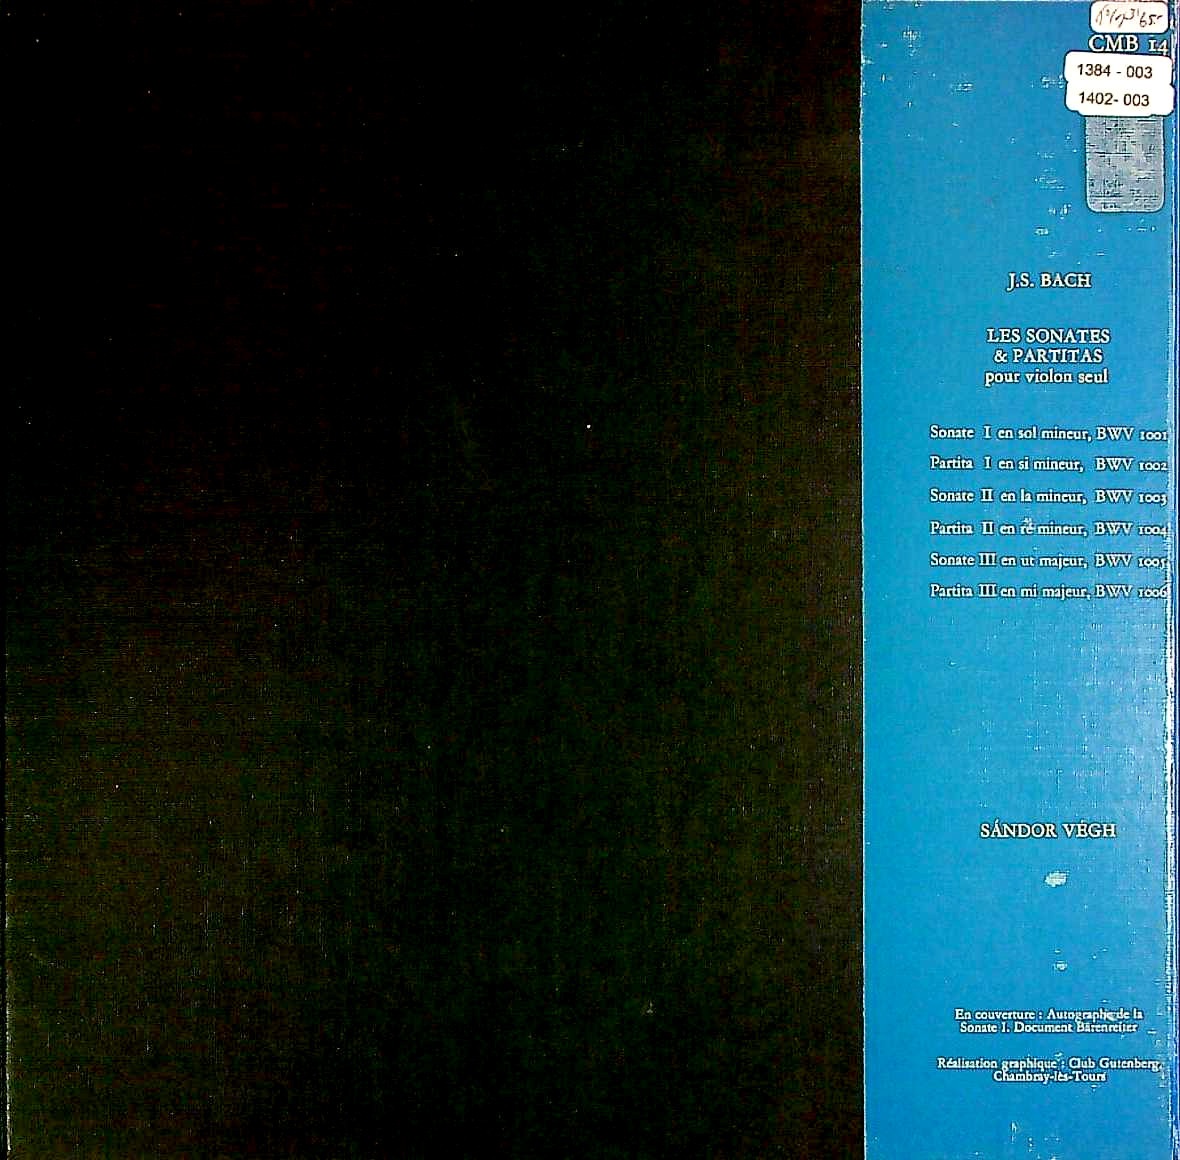 CMB 14
1384 - 003
1402- 003
J.S. BACH
LES SONATES
& PARTITAS
pour violon seul
Sonate I en sol mineur, BWV 1001
Partita I en si mineur, BWV 1002
Sonate II en la mineur, BWV 1003
Partita II en ré mineur, BWV 1004
Sonate III en ut majeur, BWV 1005
Partita III en mi majeur, BWV 1006
SÁNDOR VÉGH
En couverture : Autographe de la
Sonate I. Document Bärenreiter
Réalisation graphique : Club Gutenberg,
Chambray-lès-Tours